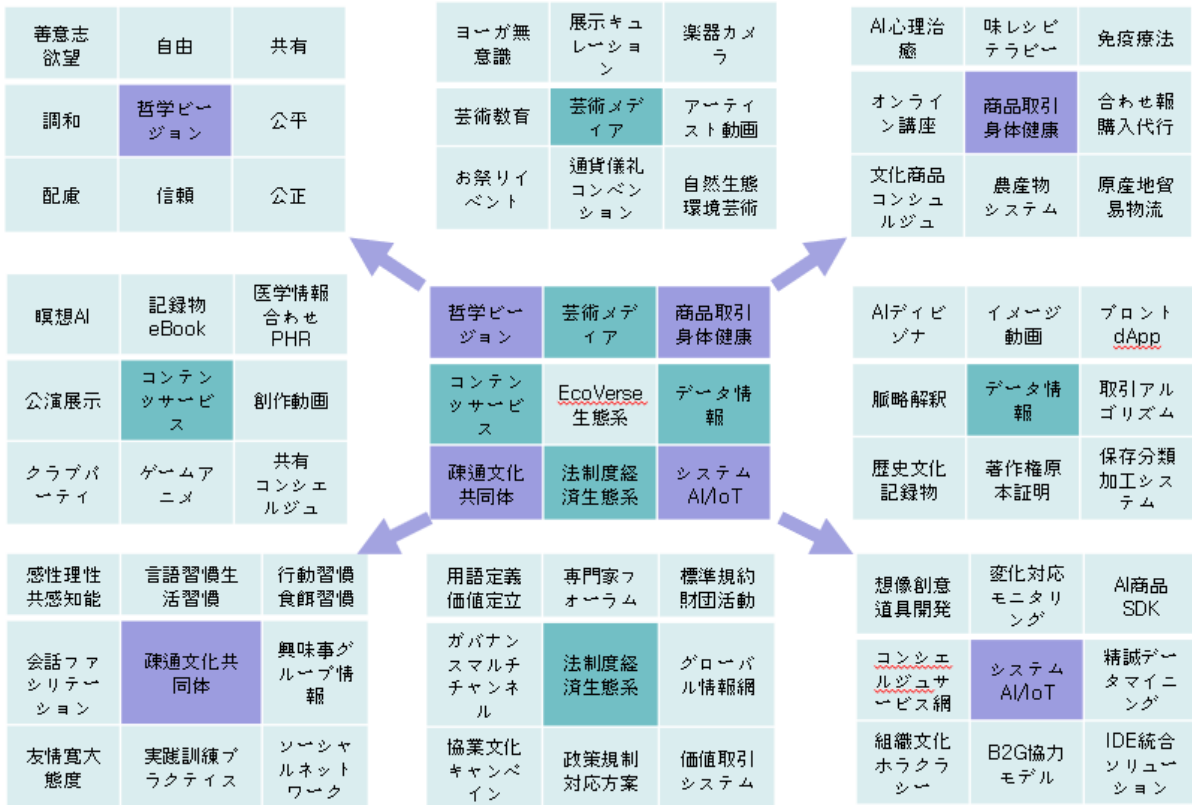 善意志
欲望
自由
共有
調和
哲学ビー
ジョン
公平
配慮
信頼
公正
ヨーガ無
意識
展示キュ
レーショ
ン
楽器カメ
ラ
芸術教育
芸術メデ
ィア
アーティ
スト動画
お祭りイ
ベント
通貨儀礼
コンベン
ション
自然生態
環境芸術
AI心理治
癒
味レシピ
テラピー
免疫療法
オンライ
ン講座
商品取引
身体健康
合わせ報
購入代行
文化商品
コンシュ
ルジュ
農産物
システム
原産地貿
易物流
瞑想AI
記録物
eBook
医学情報
合わせ
PHR
公演展示
コンテン
ツサービ
ス
創作動画
クラブパ
ーティ
ゲームア
ニメ
共有
コンシェ
ルジュ
哲学ビー
ジョン
芸術メデ
ィア
商品取引
身体健康
コンテン
ツサービ
ス
EcoVerse
生態系
データ情
報
疎通文化
共同体
法制度経
済生態系
システム
AI/IoT
AIディビ
ゾナ
イメージ
動画
プロント
dApp
脈略解釈
データ情
報
取引アル
ゴリズム
歴史文化
記録物
著作権原
本証明
保存分類
加工シス
テム
感性理性
共感知能
言語習慣生
活習慣
行動習慣
食餌習慣
会話ファ
シリテー
ション
疎通文化共
同体
興味事グ
ループ情
報
友情寛大
態度
実践訓練プ
ラクテイス
ソーシャ
ルネット
ワーク
用語定義
価値定立
専門家フ
ォーラム
標準規約
財団活動
ガバナン
スマルチ
チャンネ
ル
法制度経
済生態系
グローバ
ル情報網
協業文化
キャンペ
イン
政策規制
対応方案
価値取引
システム
想像創意
道具開発
変化対応
モニタリ
ング
AI商品
SDK
コンシェ
ルジュサ
ービス網
システム
AI/IoT
精誠デー
タマイニ
ング
組織文化
ホラクラ
シー
B2G協力
モデル
IDE統合
ソリュー
ション